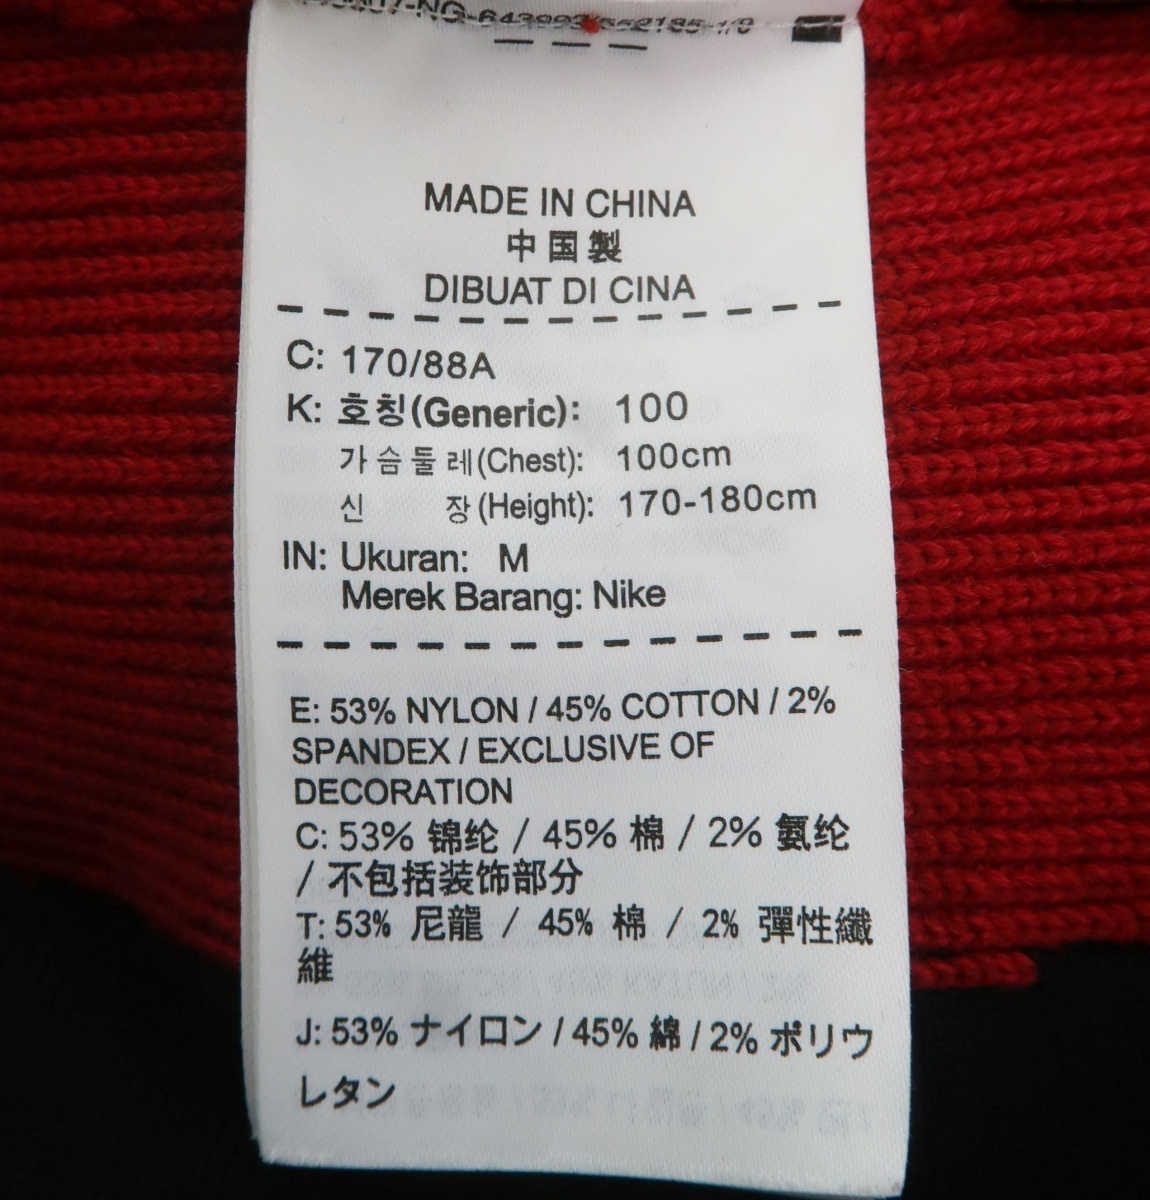 MADE IN CHINA
中国製
DIBUAT DI CINA
C: 170/88A
K: 호칭(Generic): 100
가슴둘레(Chest): 100cm
신 장(Height): 170-180cm
IN: Ukuran: M
Merek Barang: Nike
E: 53% NYLON / 45% COTTON / 2%
SPANDEX / EXCLUSIVE OF
DECORATION
C: 53% 锦纶 / 45% 棉 / 2% 氨纶
/ 不包括装饰部分
T: 53% 尼龍 / 45% 棉 / 2% 彈性纖
維
J: 53% ナイロン / 45% 綿 / 2% ポリウ
レタン